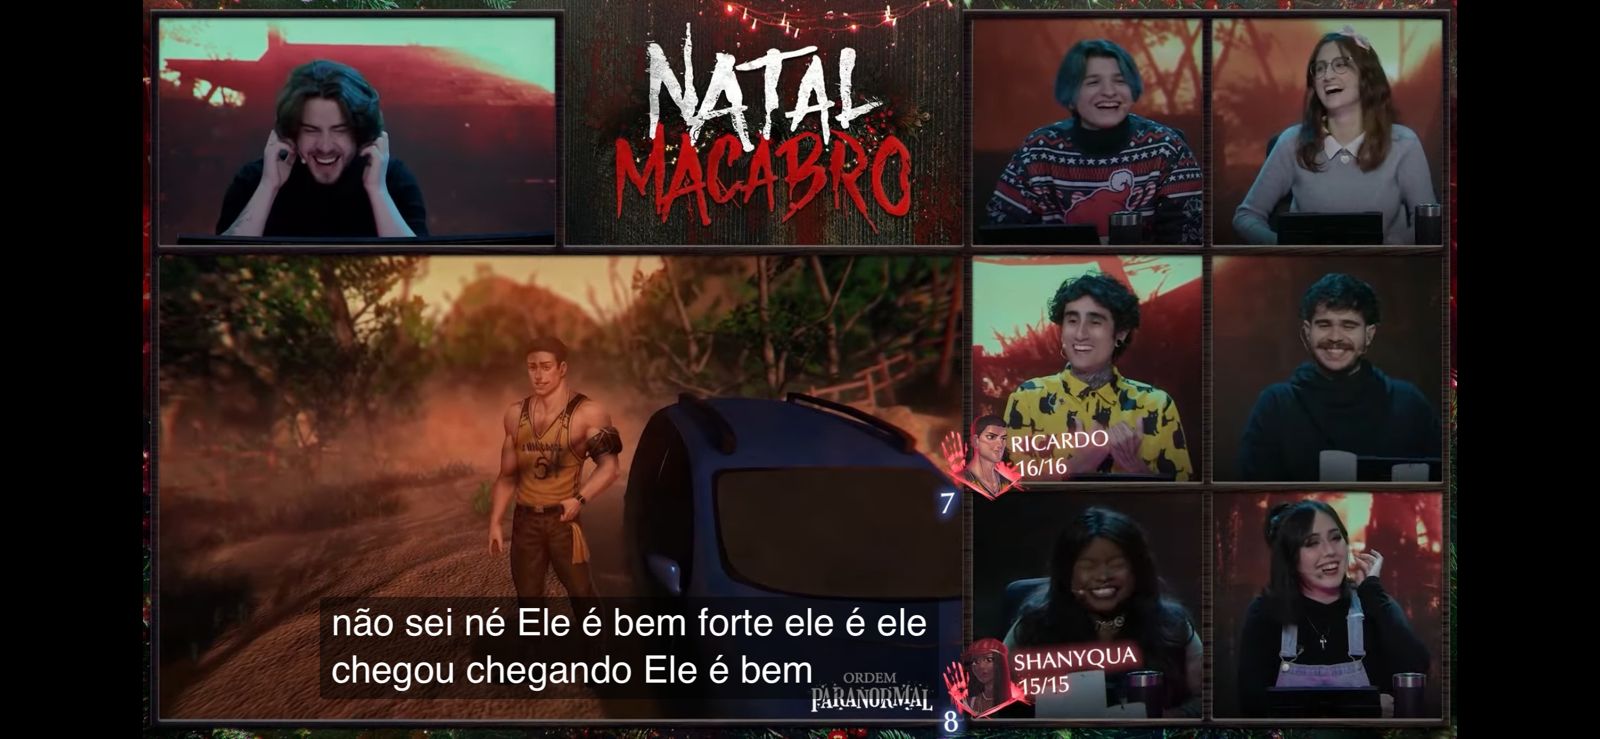 NATAL
MACABRO
RICARDO
16/16
7
não sei né Ele é bem forte ele é ele
chegou chegando Ele é bem
ORDEM
PARANORMAL
SHANYQUA
15/15
8
5